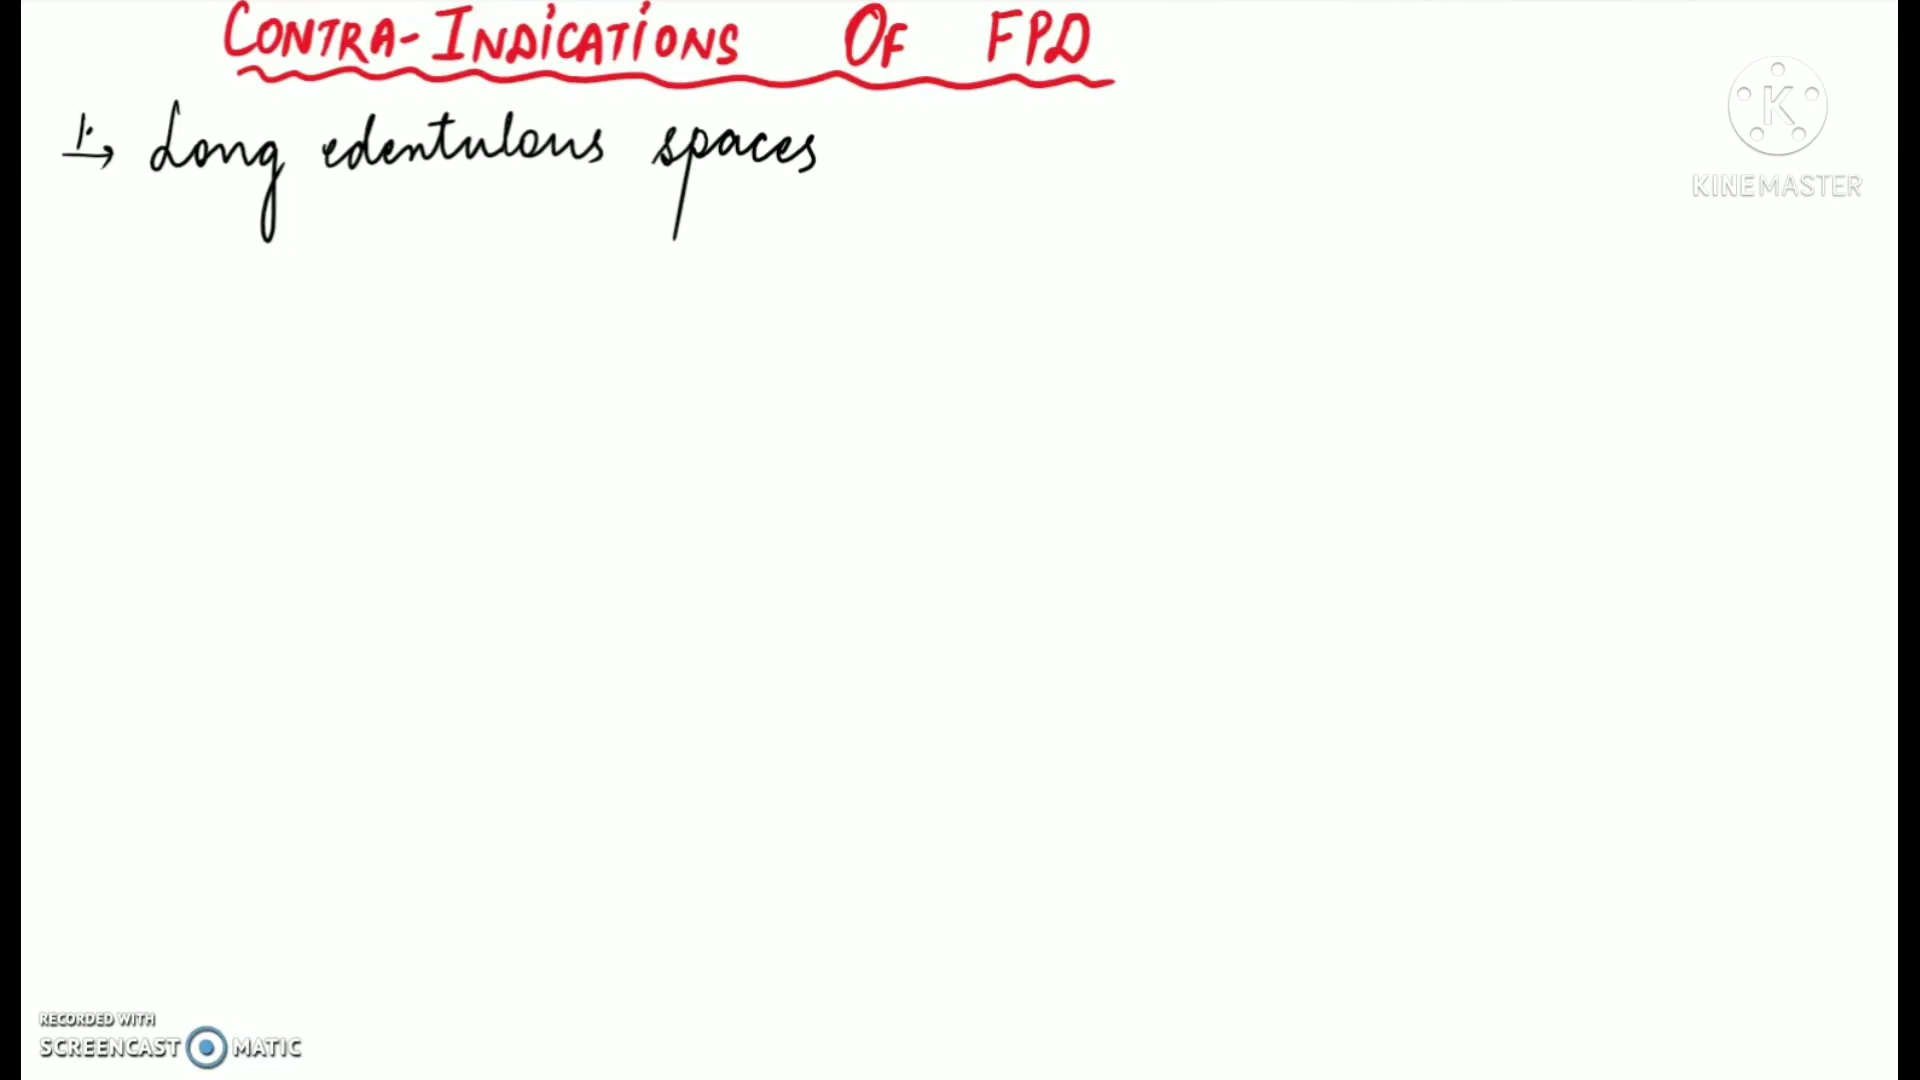 CONTRA-INDICATIONS OF FPD
1. → Long edentulous spaces
K
KINEMASTER
RECORDED WITH
SCREENCAST MATIC